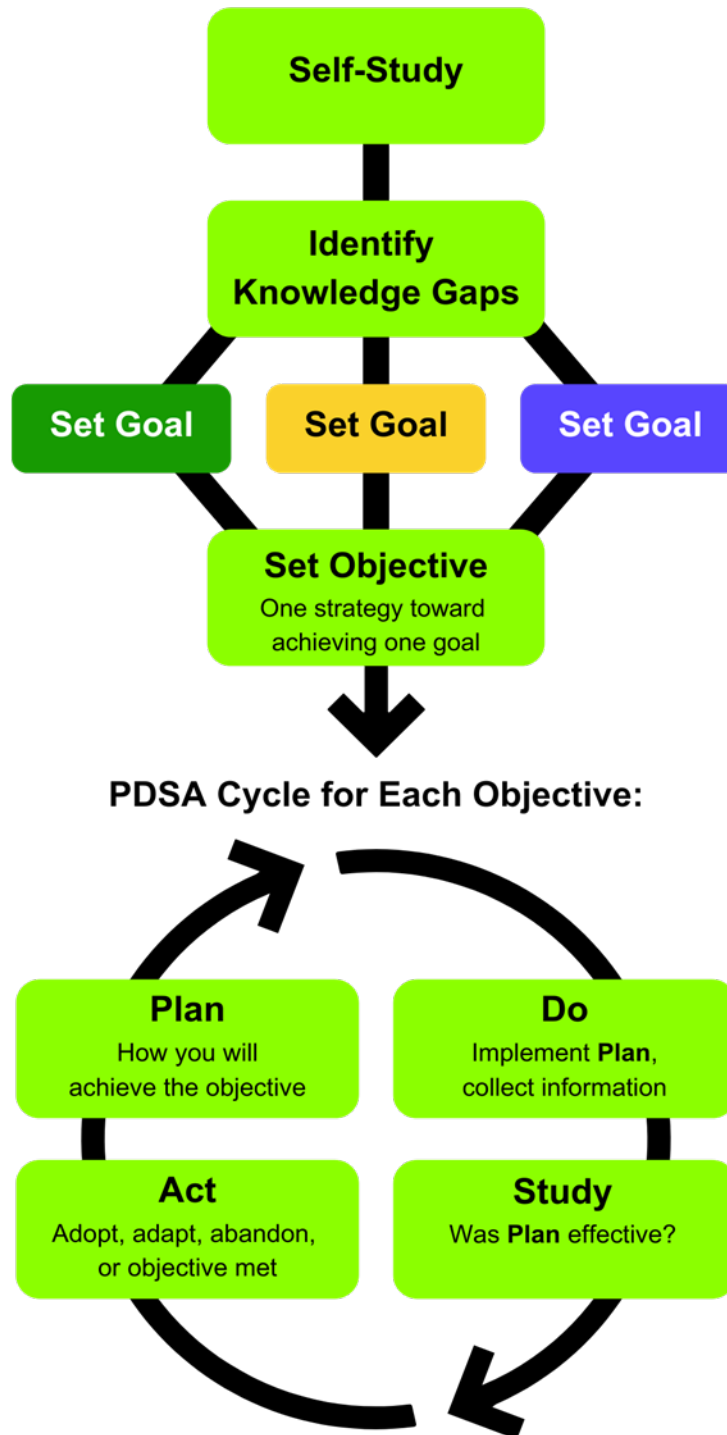 Self-Study
Identify
Knowledge Gaps
Set Goal
Set Goal
Set Goal
Set Objective
One strategy toward
achieving one goal
PDSA Cycle for Each Objective:
Plan
How you will
achieve the objective
Do
Implement Plan,
collect information
Act
Adopt, adapt, abandon,
or objective met
Study
Was Plan effective?